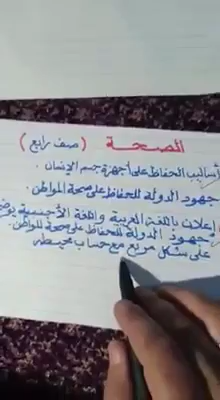 الصحة (صف رابع)
أساليب الحفاظ على أجهزة جسم الإنسان.
جهود الدولة للحفاظ على صحة المواطن.
إعلان باللغة العربية واللغة الأجنبية يوضح
جهود الدولة للحفاظ على صحة المواطن.
على شكل مربع مع حساب محيطه